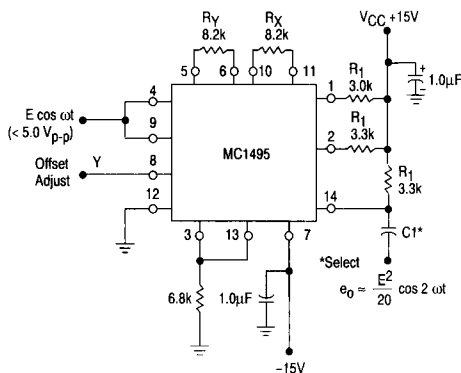 RY
8.2k
RX
8.2k
VCC +15V
5
6
10
11
4
1
R1
3.0k
+
1.0μF
–
E cos ωt
(< 5.0 Vp-p)
9
MC1495
2
R1
3.3k
Offset
Adjust
Y
8
R1
3.3k
12
14
3
13
7
C1*
*Select
6.8k
1.0μF
eo ≈ E²/20 cos 2 ωt
–15V